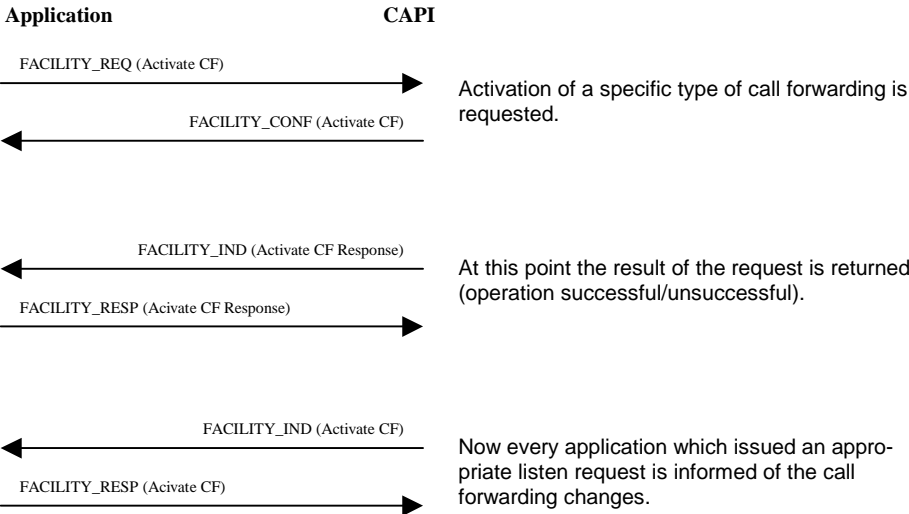 Application CAPI
FACILITY_REQ (Activate CF)
Activation of a specific type of call forwarding is
requested.
FACILITY_CONF (Activate CF)
FACILITY_IND (Activate CF Response)
At this point the result of the request is returned
(operation successful/unsuccessful).
FACILITY_RESP (Acivate CF Response)
FACILITY_IND (Activate CF)
Now every application which issued an appro-
priate listen request is informed of the call
forwarding changes.
FACILITY_RESP (Acivate CF)